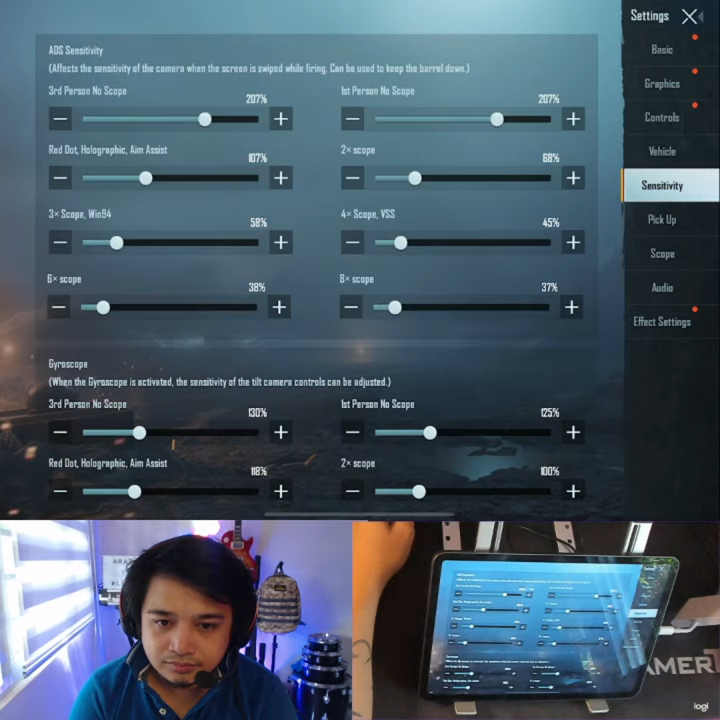 Settings
ADS Sensitivity
(Affects the sensitivity of the camera when the screen is swiped while firing. Can be used to keep the barrel down.)
3rd Person No Scope
207%
1st Person No Scope
207%
Red Dot, Holographic, Aim Assist
107%
2× scope
68%
3× Scope, Win94
58%
4× Scope, VSS
45%
6× scope
38%
8× scope
37%
Gyroscope
(When the Gyroscope is activated, the sensitivity of the tilt camera controls can be adjusted.)
3rd Person No Scope
130%
1st Person No Scope
125%
Red Dot, Holographic, Aim Assist
118%
2× scope
100%
Basic
Graphics
Controls
Vehicle
Sensitivity
Pick Up
Scope
Audio
Effect Settings
AMER
logi